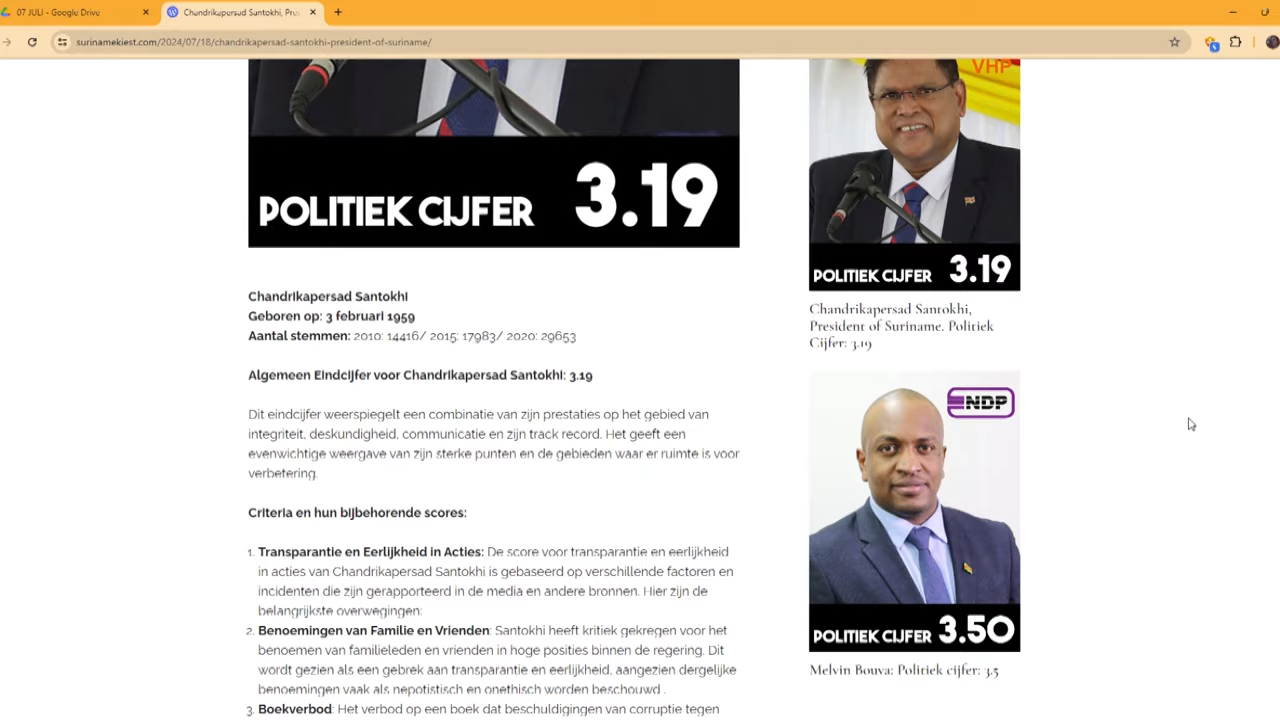 07 JULI - Google Drive
Chandrikapersad Santokhi, Pres
surinamekiest.com/2024/07/18/chandrikapersad-santokhi-president-of-suriname/
POLITIEK CIJFER 3.19
Chandrikapersad Santokhi
Geboren op: 3 februari 1959
Aantal stemmen: 2010: 14416/ 2015: 17983/ 2020: 29653
Algemeen Eindcijfer voor Chandrikapersad Santokhi: 3.19
Dit eindcijfer weerspiegelt een combinatie van zijn prestaties op het gebied van
integriteit, deskundigheid, communicatie en zijn track record. Het geeft een
evenwichtige weergave van zijn sterke punten en de gebieden waar er ruimte is voor
verbetering.
Criteria en hun bijbehorende scores:
1. Transparantie en Eerlijkheid in Acties: De score voor transparantie en eerlijkheid
in acties van Chandrikapersad Santokhi is gebaseerd op verschillende factoren en
incidenten die zijn gerapporteerd in de media en andere bronnen. Hier zijn de
belangrijkste overwegingen:
2. Benoemingen van Familie en Vrienden: Santokhi heeft kritiek gekregen voor het
benoemen van familieleden en vrienden in hoge posities binnen de regering. Dit
wordt gezien als een gebrek aan transparantie en eerlijkheid, aangezien dergelijke
benoemingen vaak als nepotistisch en onethisch worden beschouwd .
3. Boekverbod: Het verbod op een boek dat beschuldigingen van corruptie tegen
VHP
POLITIEK CIJFER 3.19
Chandrikapersad Santokhi,
President of Suriname. Politiek
Cijfer: 3.19
NDP
POLITIEK CIJFER 3.50
Melvin Bouva: Politiek cijfer: 3.5